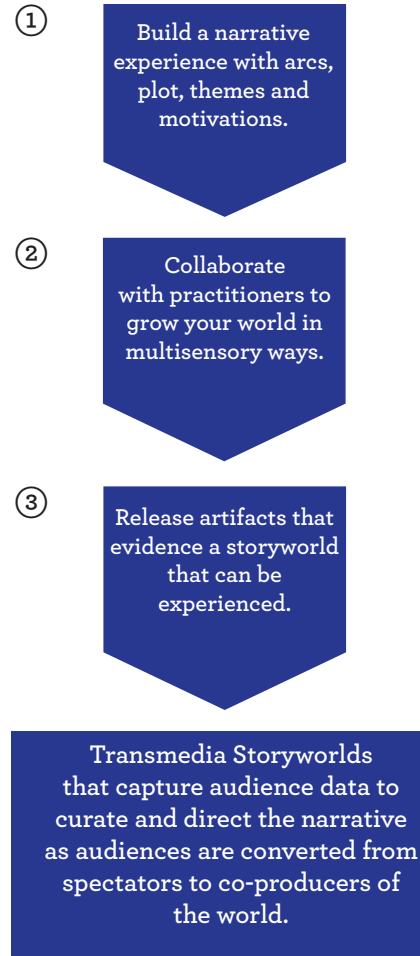 ①
Build a narrative
experience with arcs,
plot, themes and
motivations.
②
Collaborate
with practitioners to
grow your world in
multisensory ways.
③
Release artifacts that
evidence a storyworld
that can be
experienced.
Transmedia Storyworlds
that capture audience data to
curate and direct the narrative
as audiences are converted from
spectators to co-producers of
the world.